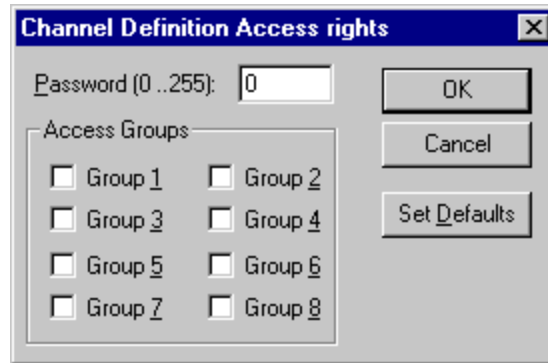 Channel Definition Access rights
Password (0 ..255): 0
OK
Access Groups
Cancel
Group 1 Group 2
Group 3 Group 4
Set Defaults
Group 5 Group 6
Group 7 Group 8